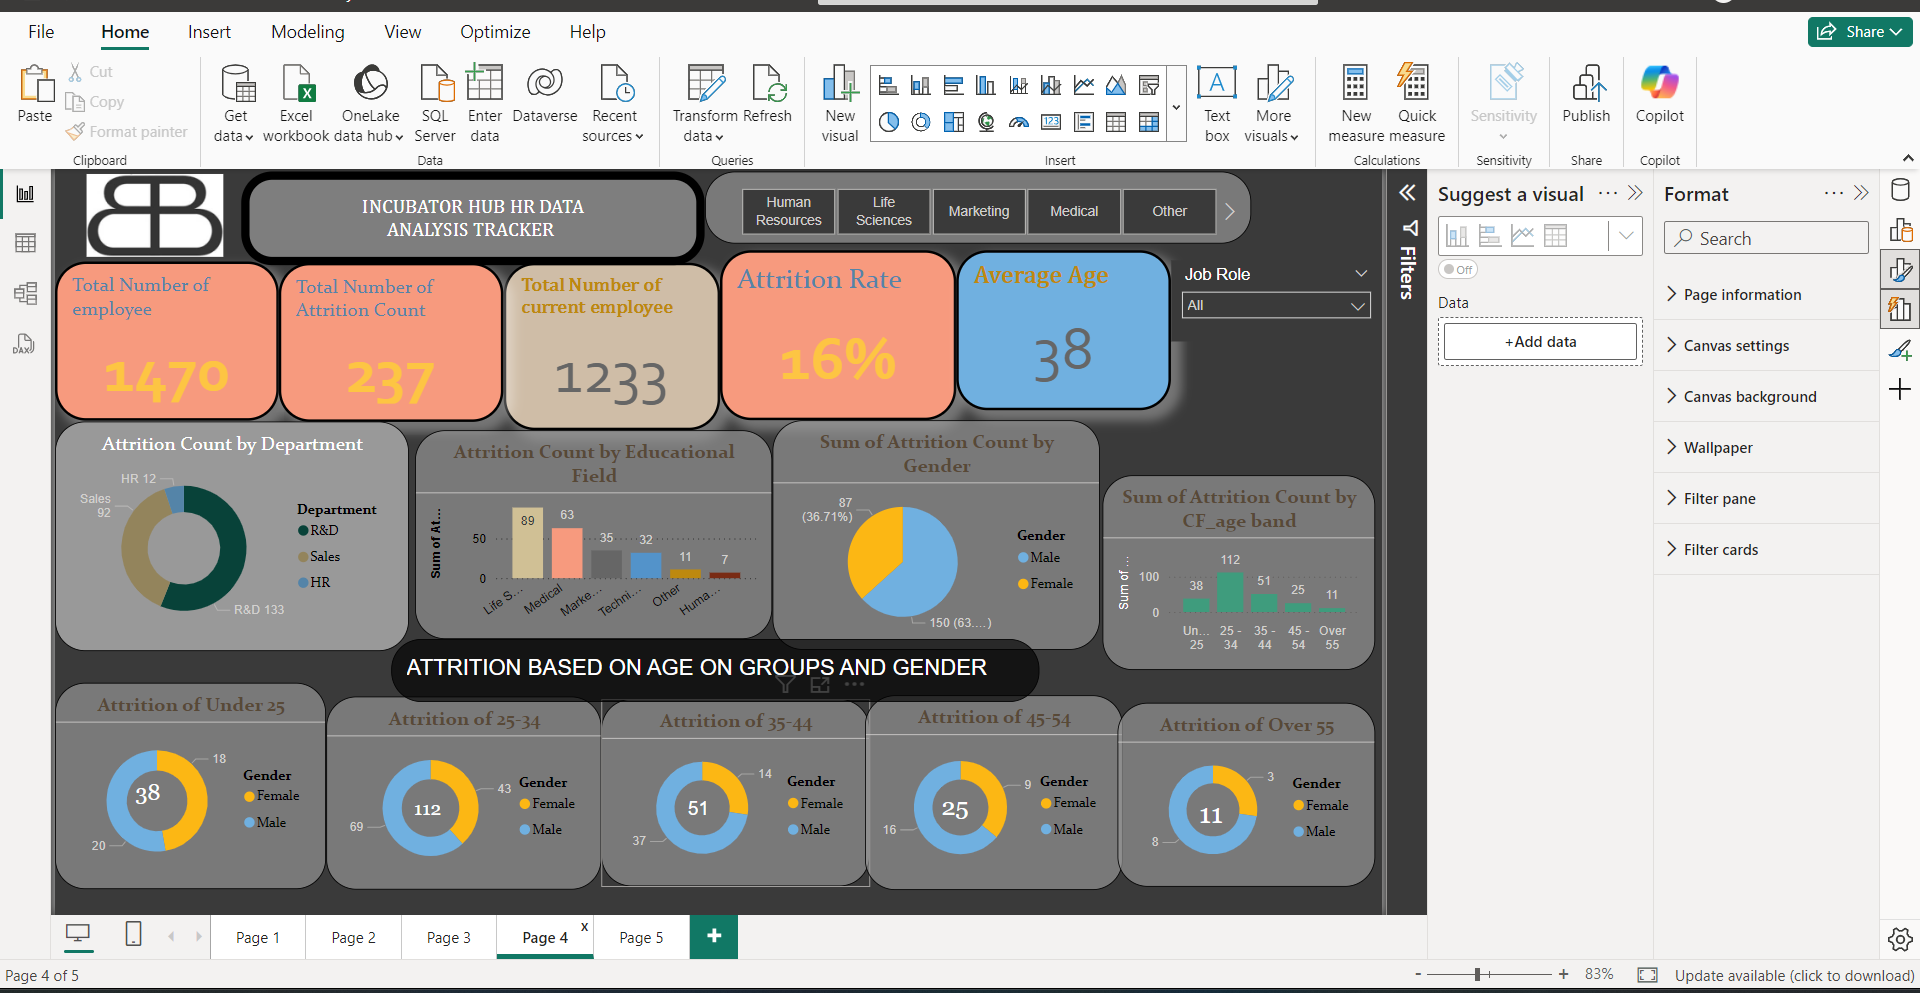 File
Home
Insert
Modeling
View
Optimize
Help
Share
Paste
Cut
Copy
Format painter
Clipboard
Get data
Excel workbook
OneLake data hub
SQL Server
Enter data
Dataverse
Recent sources
Data
Transform data
Refresh
Queries
New visual
Text box
More visuals
Insert
New measure
Quick measure
Calculations
Sensitivity
Sensitivity
Publish
Share
Copilot
Copilot
INCUBATOR HUB HR DATA
ANALYSIS TRACKER
Human
Resources
Life
Sciences
Marketing
Medical
Other
Total Number of
employee
1470
Total Number of
Attrition Count
237
Total Number of
current employee
1233
Attrition Rate
16%
Average Age
38
Job Role
All
Filters
Attrition Count by Department
HR 12
Sales
92
R&D 133
Department
R&D
Sales
HR
Attrition Count by Educational
Field
Sum of At...
50
0
89
63
35
32
11
7
Life S...
Medical
Marke...
Techni...
Other
Huma...
Sum of Attrition Count by
Gender
87
(36.71%)
150 (63....)
Gender
Male
Female
Sum of Attrition Count by
CF_age band
Sum of ...
100
0
38
112
51
25
11
Un...
25
25 -
34
35 -
44
45 -
54
Over
55
ATTRITION BASED ON AGE ON GROUPS AND GENDER
Attrition of Under 25
18
38
20
Gender
Female
Male
Attrition of 25-34
43
112
69
Gender
Female
Male
Attrition of 35-44
14
51
37
Gender
Female
Male
Attrition of 45-54
9
25
16
Gender
Female
Male
Attrition of Over 55
3
11
8
Gender
Female
Male
Suggest a visual
Off
Data
+Add data
Format
Search
Page information
Canvas settings
Canvas background
Wallpaper
Filter pane
Filter cards
DAX
Page 1
Page 2
Page 3
Page 4
x
Page 5
+
Page 4 of 5
- + 83%
Update available (click to download)